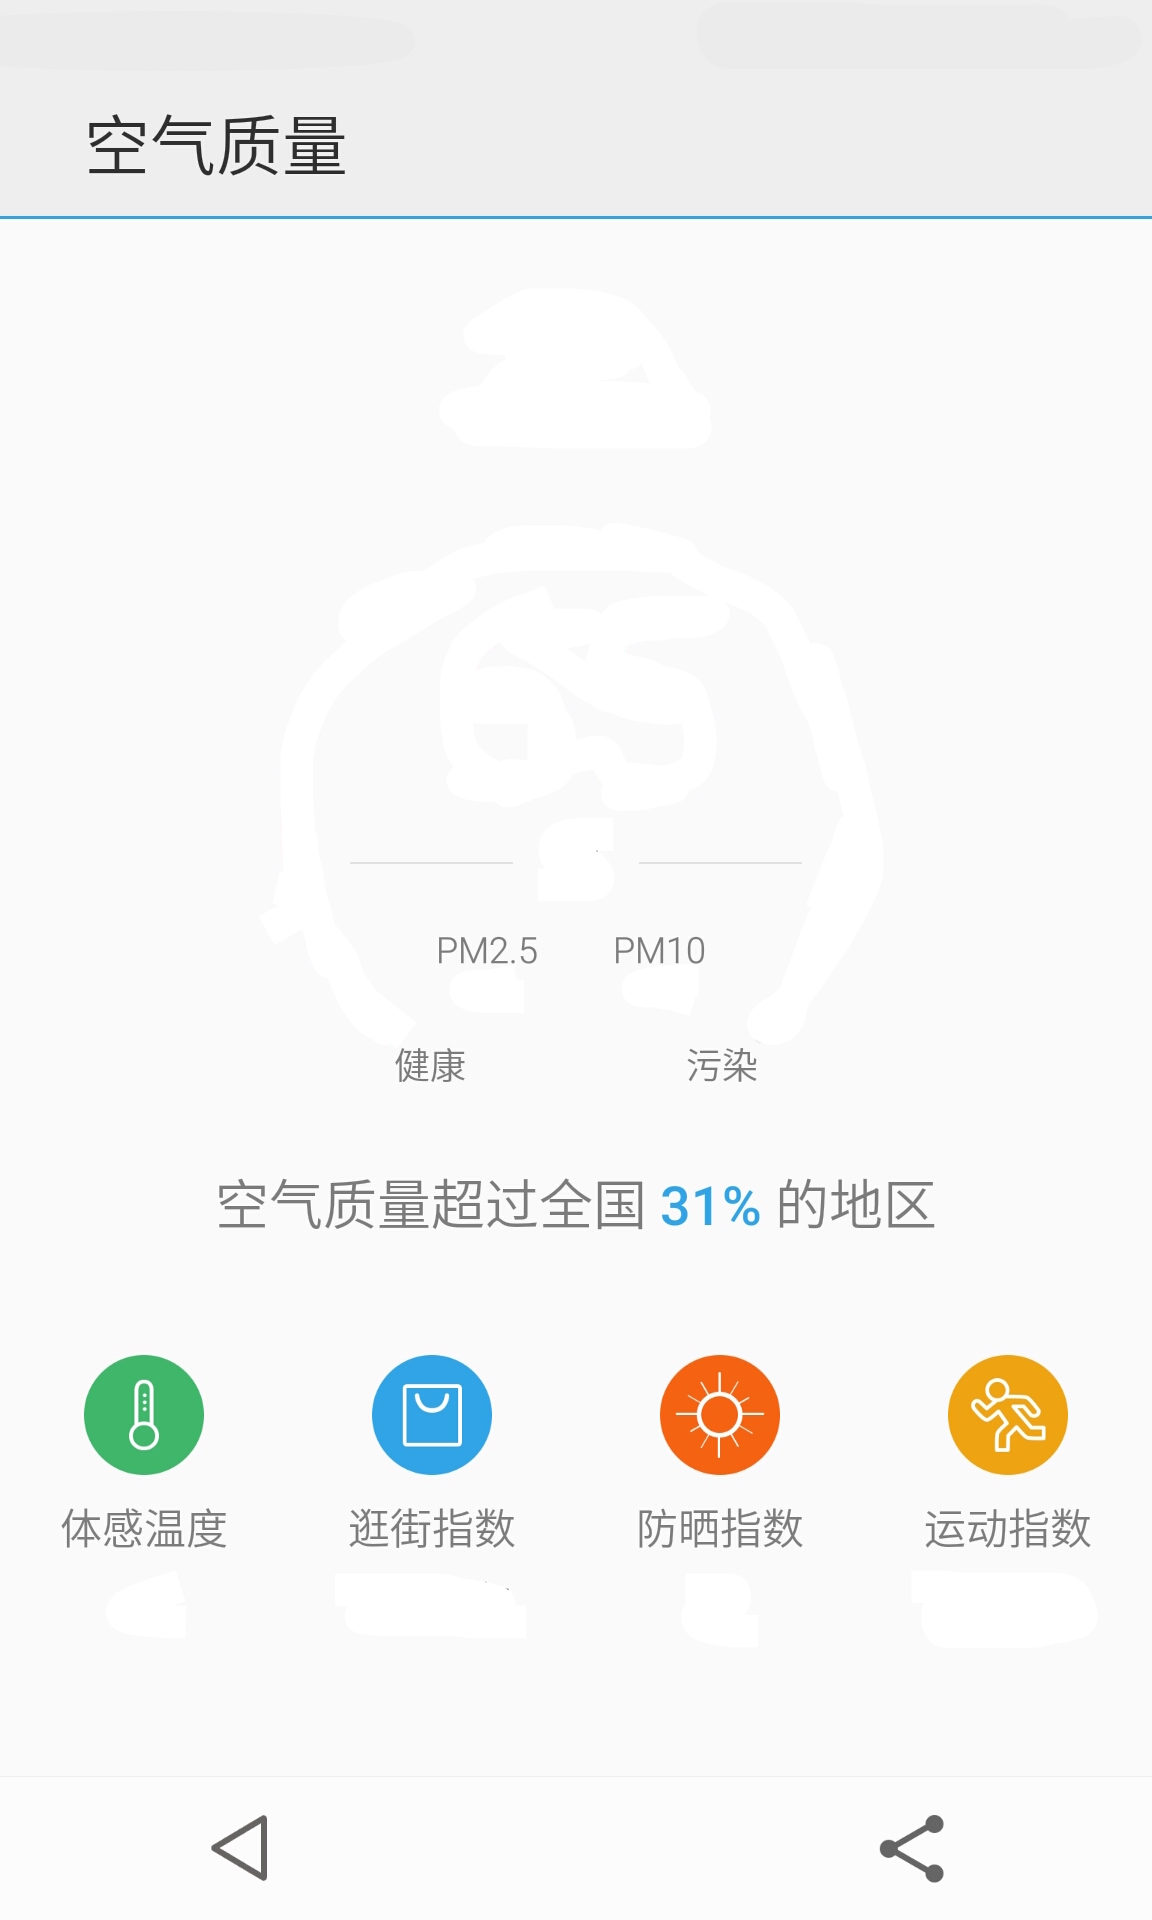 空气质量
PM2.5 PM10
健康 污染
空气质量超过全国 31% 的地区
体感温度 逛街指数 防晒指数 运动指数